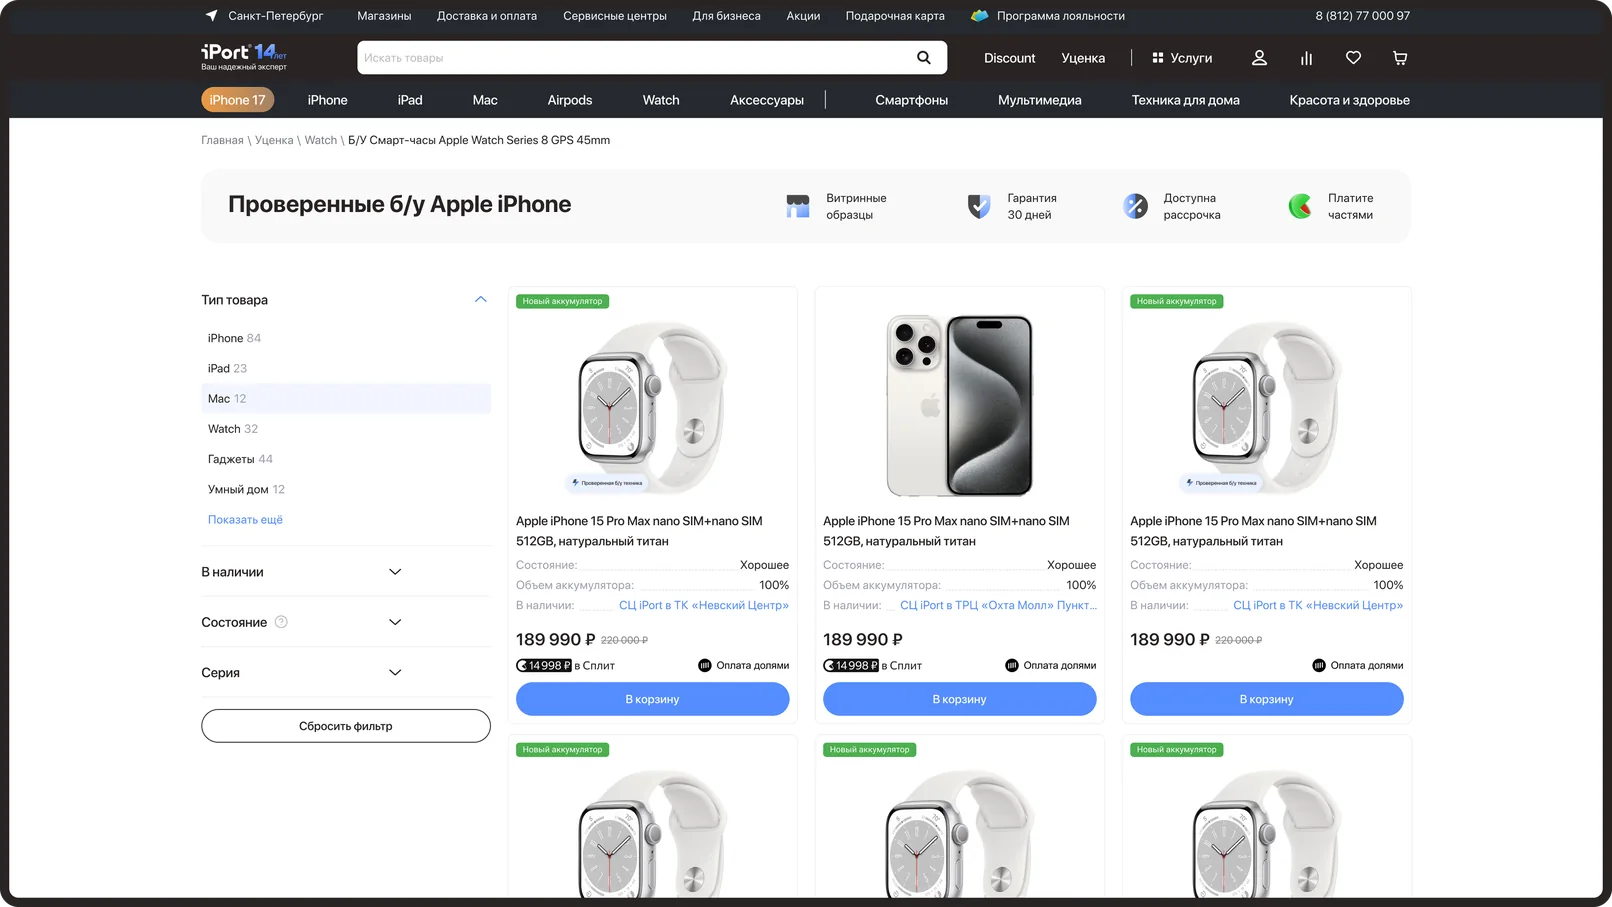 Санкт-Петербург
Магазины
Доставка и оплата
Сервисные центры
Для бизнеса
Акции
Подарочная карта
Программа лояльности
8 (812) 77 000 97
iPort 14 лет
Ваш надежный эксперт
Искать товары
Discount
Уценка
Услуги
iPhone 17
iPhone
iPad
Mac
Airpods
Watch
Аксессуары
Смартфоны
Мультимедиа
Техника для дома
Красота и здоровье
Главная \ Уценка \ Watch \ Б/У Смарт-часы Apple Watch Series 8 GPS 45mm
Проверенные б/у Apple iPhone
Витринные
образцы
Гарантия
30 дней
Доступна
рассрочка
Платите
частями
Тип товара
iPhone 84
iPad 23
Mac 12
Watch 32
Гаджеты 44
Умный дом 12
Показать ещё
В наличии
Состояние ?
Серия
Сбросить фильтр
Новый аккумулятор
Проверенная б/у техника
Apple iPhone 15 Pro Max nano SIM+nano SIM
512GB, натуральный титан
Состояние: Хорошее
Объем аккумулятора: 100%
В наличии: СЦ iPort в ТК «Невский Центр»
189 990 ₽ 220 000 ₽
14 998 ₽ в Сплит
Оплата долями
В корзину
Apple iPhone 15 Pro Max nano SIM+nano SIM
512GB, натуральный титан
Состояние: Хорошее
Объем аккумулятора: 100%
В наличии: СЦ iPort в ТРЦ «Охта Молл» Пункт...
189 990 ₽
14 998 ₽ в Сплит
Оплата долями
В корзину
Новый аккумулятор
Проверенная б/у техника
Apple iPhone 15 Pro Max nano SIM+nano SIM
512GB, натуральный титан
Состояние: Хорошее
Объем аккумулятора: 100%
В наличии: СЦ iPort в ТК «Невский Центр»
189 990 ₽ 220 000 ₽
Оплата долями
В корзину
Новый аккумулятор
Новый аккумулятор
Новый аккумулятор